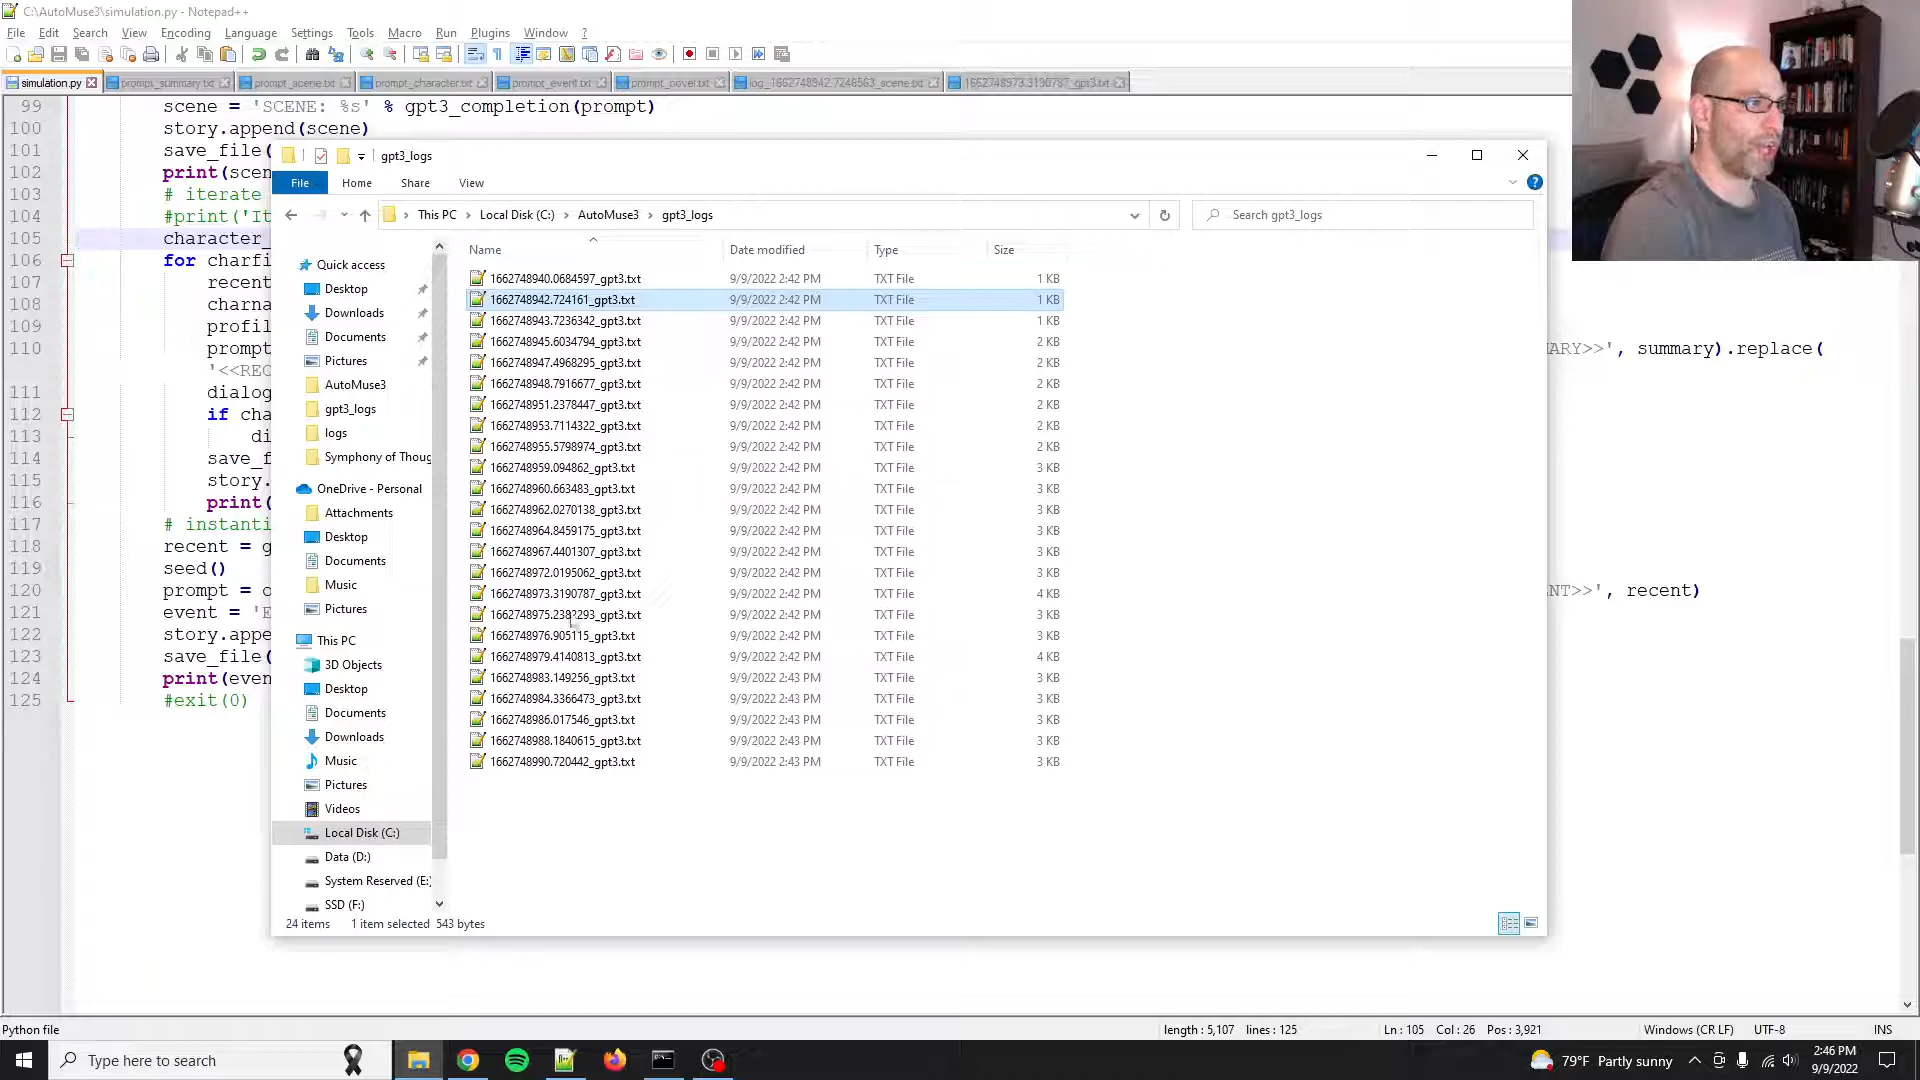 C:\AutoMuse3\simulation.py - Notepad++
File Edit Search View Encoding Language Settings Tools Macro Run Plugins Window ?
simulation.py prompt_summary.txt prompt_scene.txt prompt_character.txt prompt_event.txt prompt_novel.txt log_1662748942.7248563_scene.txt 1662748973.3190787_gpt3.txt
99 scene = 'SCENE: %s' % gpt3_completion(prompt)
100 story.append(scene)
101 save_file(
102 print(scen
103 # iterate
104 #print('It
105 character_
106 for charfi
107 recent
108 charna
109 profil
110 prompt MARY>>', summary).replace(
'<<REC
111 dialog
112 if cha
113 di
114 save_f
115 story.
116 print(
117 # instanti
118 recent = g
119 seed()
120 prompt = o NT>>', recent)
121 event = 'E
122 story.appe
123 save_file(
124 print(even
125 #exit(0)
gpt3_logs
File Home Share View
This PC > Local Disk (C:) > AutoMuse3 > gpt3_logs
Search gpt3_logs
Quick access
Desktop
Downloads
Documents
Pictures
AutoMuse3
gpt3_logs
logs
Symphony of Thoug
OneDrive - Personal
Attachments
Desktop
Documents
Music
Pictures
This PC
3D Objects
Desktop
Documents
Downloads
Music
Pictures
Videos
Local Disk (C:)
Data (D:)
System Reserved (E:)
SSD (F:)
Name Date modified Type Size
1662748940.0684597_gpt3.txt 9/9/2022 2:42 PM TXT File 1 KB
1662748942.724161_gpt3.txt 9/9/2022 2:42 PM TXT File 1 KB
1662748943.7236342_gpt3.txt 9/9/2022 2:42 PM TXT File 1 KB
1662748945.6034794_gpt3.txt 9/9/2022 2:42 PM TXT File 2 KB
1662748947.4968295_gpt3.txt 9/9/2022 2:42 PM TXT File 2 KB
1662748948.7916677_gpt3.txt 9/9/2022 2:42 PM TXT File 2 KB
1662748951.2378447_gpt3.txt 9/9/2022 2:42 PM TXT File 2 KB
1662748953.7114322_gpt3.txt 9/9/2022 2:42 PM TXT File 2 KB
1662748955.5798974_gpt3.txt 9/9/2022 2:42 PM TXT File 2 KB
1662748959.094862_gpt3.txt 9/9/2022 2:42 PM TXT File 3 KB
1662748960.663483_gpt3.txt 9/9/2022 2:42 PM TXT File 3 KB
1662748962.0270138_gpt3.txt 9/9/2022 2:42 PM TXT File 3 KB
1662748964.8459175_gpt3.txt 9/9/2022 2:42 PM TXT File 3 KB
1662748967.4401307_gpt3.txt 9/9/2022 2:42 PM TXT File 3 KB
1662748972.0195062_gpt3.txt 9/9/2022 2:42 PM TXT File 3 KB
1662748973.3190787_gpt3.txt 9/9/2022 2:42 PM TXT File 4 KB
1662748975.2382293_gpt3.txt 9/9/2022 2:42 PM TXT File 3 KB
1662748976.905115_gpt3.txt 9/9/2022 2:42 PM TXT File 3 KB
1662748979.4140813_gpt3.txt 9/9/2022 2:42 PM TXT File 4 KB
1662748983.149256_gpt3.txt 9/9/2022 2:43 PM TXT File 3 KB
1662748984.3366473_gpt3.txt 9/9/2022 2:43 PM TXT File 3 KB
1662748986.017546_gpt3.txt 9/9/2022 2:43 PM TXT File 3 KB
1662748988.1840615_gpt3.txt 9/9/2022 2:43 PM TXT File 3 KB
1662748990.720442_gpt3.txt 9/9/2022 2:43 PM TXT File 3 KB
24 items 1 item selected 543 bytes
Python file length : 5,107 lines : 125 Ln : 105 Col : 26 Pos : 3,921 Windows (CR LF) UTF-8 INS
Type here to search
79°F Partly sunny
2:46 PM
9/9/2022